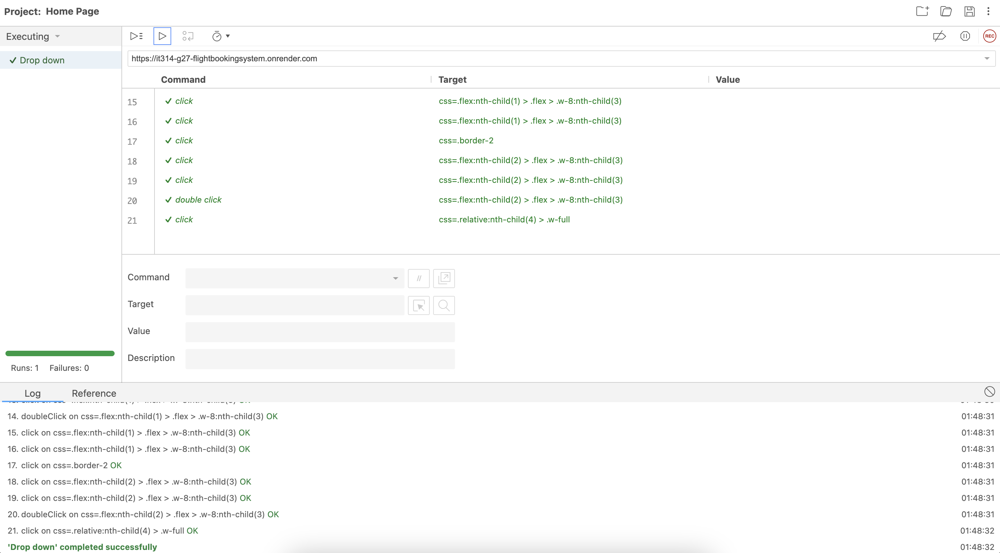 Project: Home Page
Executing
REC
Drop down
https://it314-g27-flightbookingsystem.onrender.com
Command Target Value
15 click css=.flex:nth-child(1) > .flex > .w-8:nth-child(3)
16 click css=.flex:nth-child(1) > .flex > .w-8:nth-child(3)
17 click css=.border-2
18 click css=.flex:nth-child(2) > .flex > .w-8:nth-child(3)
19 click css=.flex:nth-child(2) > .flex > .w-8:nth-child(3)
20 double click css=.flex:nth-child(2) > .flex > .w-8:nth-child(3)
21 click css=.relative:nth-child(4) > .w-full
Command //
Target
Value
Description
Runs: 1 Failures: 0
Log Reference
14. doubleClick on css=.flex:nth-child(1) > .flex > .w-8:nth-child(3) OK 01:48:31
15. click on css=.flex:nth-child(1) > .flex > .w-8:nth-child(3) OK 01:48:31
16. click on css=.flex:nth-child(1) > .flex > .w-8:nth-child(3) OK 01:48:31
17. click on css=.border-2 OK 01:48:31
18. click on css=.flex:nth-child(2) > .flex > .w-8:nth-child(3) OK 01:48:31
19. click on css=.flex:nth-child(2) > .flex > .w-8:nth-child(3) OK 01:48:31
20. doubleClick on css=.flex:nth-child(2) > .flex > .w-8:nth-child(3) OK 01:48:31
21. click on css=.relative:nth-child(4) > .w-full OK 01:48:32
'Drop down' completed successfully 01:48:32